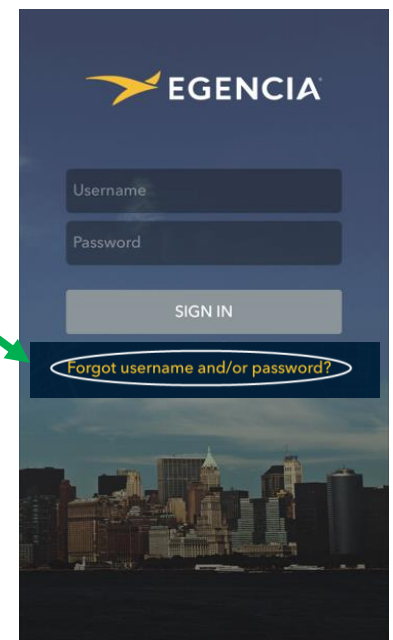 EGENCIA
Username
Password
SIGN IN
Forgot username and/or password?